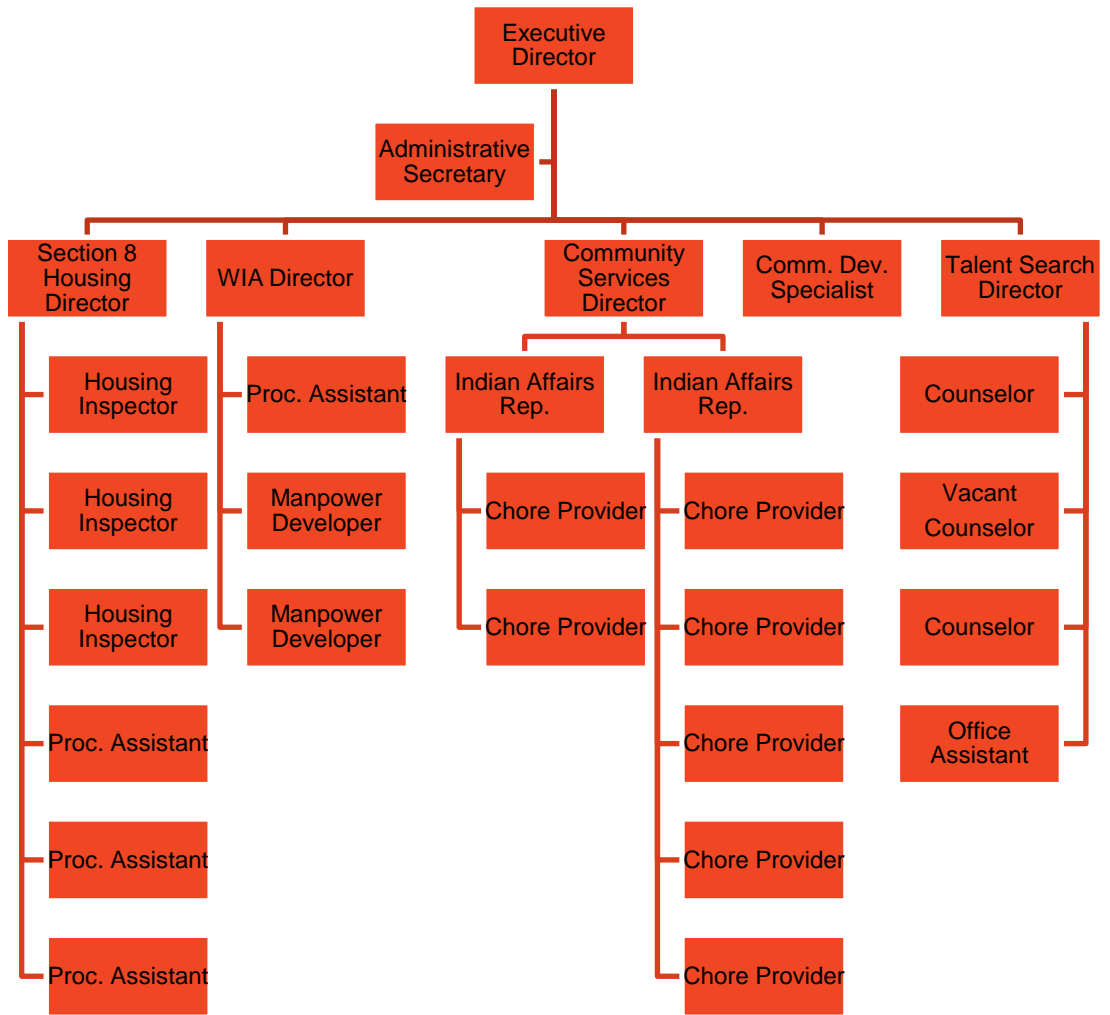 Executive
Director
Administrative
Secretary
Section 8
Housing
Director
WIA Director
Community
Services
Director
Comm. Dev.
Specialist
Talent Search
Director
Housing
Inspector
Proc. Assistant
Indian Affairs
Rep.
Indian Affairs
Rep.
Counselor
Housing
Inspector
Manpower
Developer
Chore Provider
Chore Provider
Vacant
Counselor
Housing
Inspector
Manpower
Developer
Chore Provider
Chore Provider
Counselor
Proc. Assistant
Chore Provider
Office
Assistant
Proc. Assistant
Chore Provider
Proc. Assistant
Chore Provider